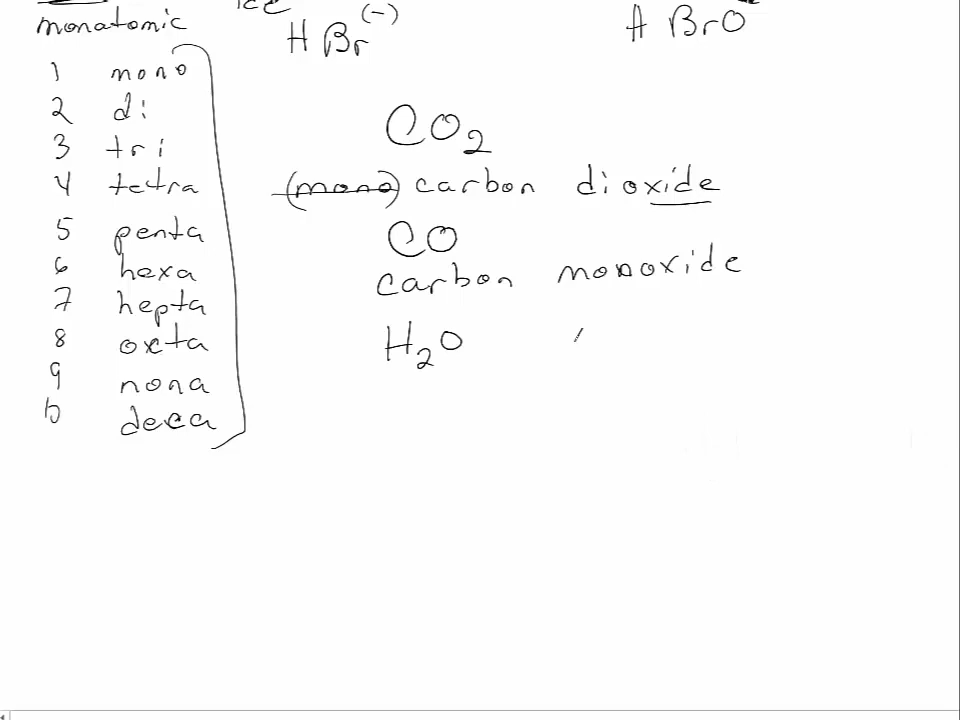 monatomic
H Br(-)
H BrO
1 mono
2 di
3 tri
4 tetra
5 penta
6 hexa
7 hepta
8 octa
9 nona
10 deca
CO2
(mono) carbon dioxide
CO
carbon monoxide
H2O